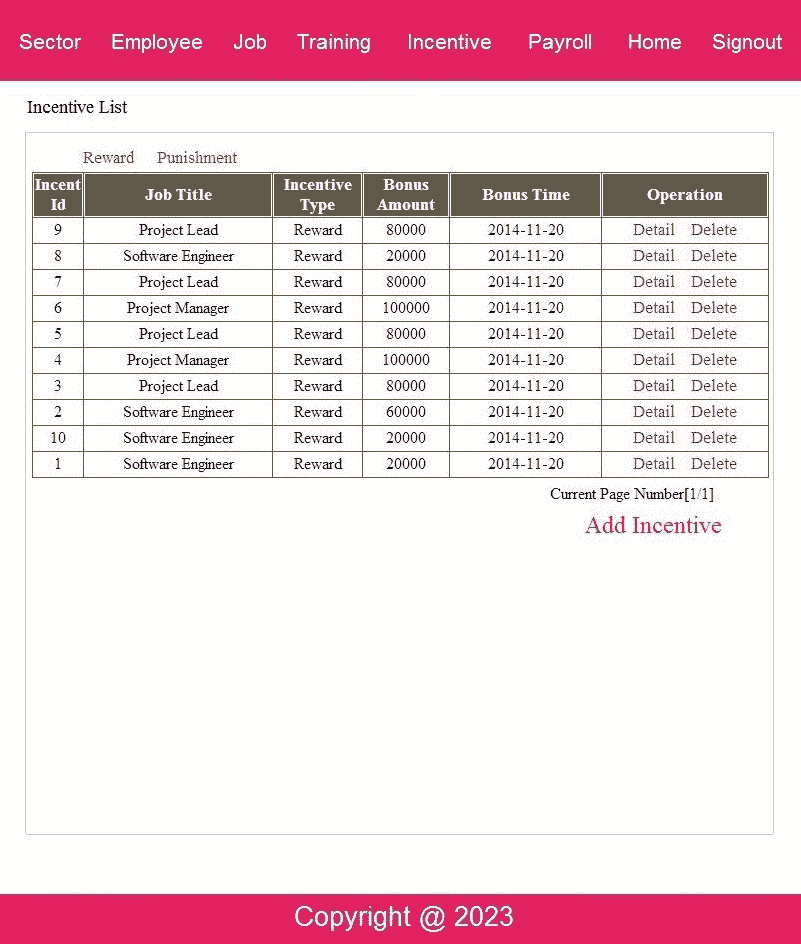 Sector Employee Job Training Incentive Payroll Home Signout
Incentive List
Reward Punishment
Incent Id Job Title Incentive Type Bonus Amount Bonus Time Operation
9 Project Lead Reward 80000 2014-11-20 Detail Delete
8 Software Engineer Reward 20000 2014-11-20 Detail Delete
7 Project Lead Reward 80000 2014-11-20 Detail Delete
6 Project Manager Reward 100000 2014-11-20 Detail Delete
5 Project Lead Reward 80000 2014-11-20 Detail Delete
4 Project Manager Reward 100000 2014-11-20 Detail Delete
3 Project Lead Reward 80000 2014-11-20 Detail Delete
2 Software Engineer Reward 60000 2014-11-20 Detail Delete
10 Software Engineer Reward 20000 2014-11-20 Detail Delete
1 Software Engineer Reward 20000 2014-11-20 Detail Delete
Current Page Number[1/1]
Add Incentive
Copyright @ 2023